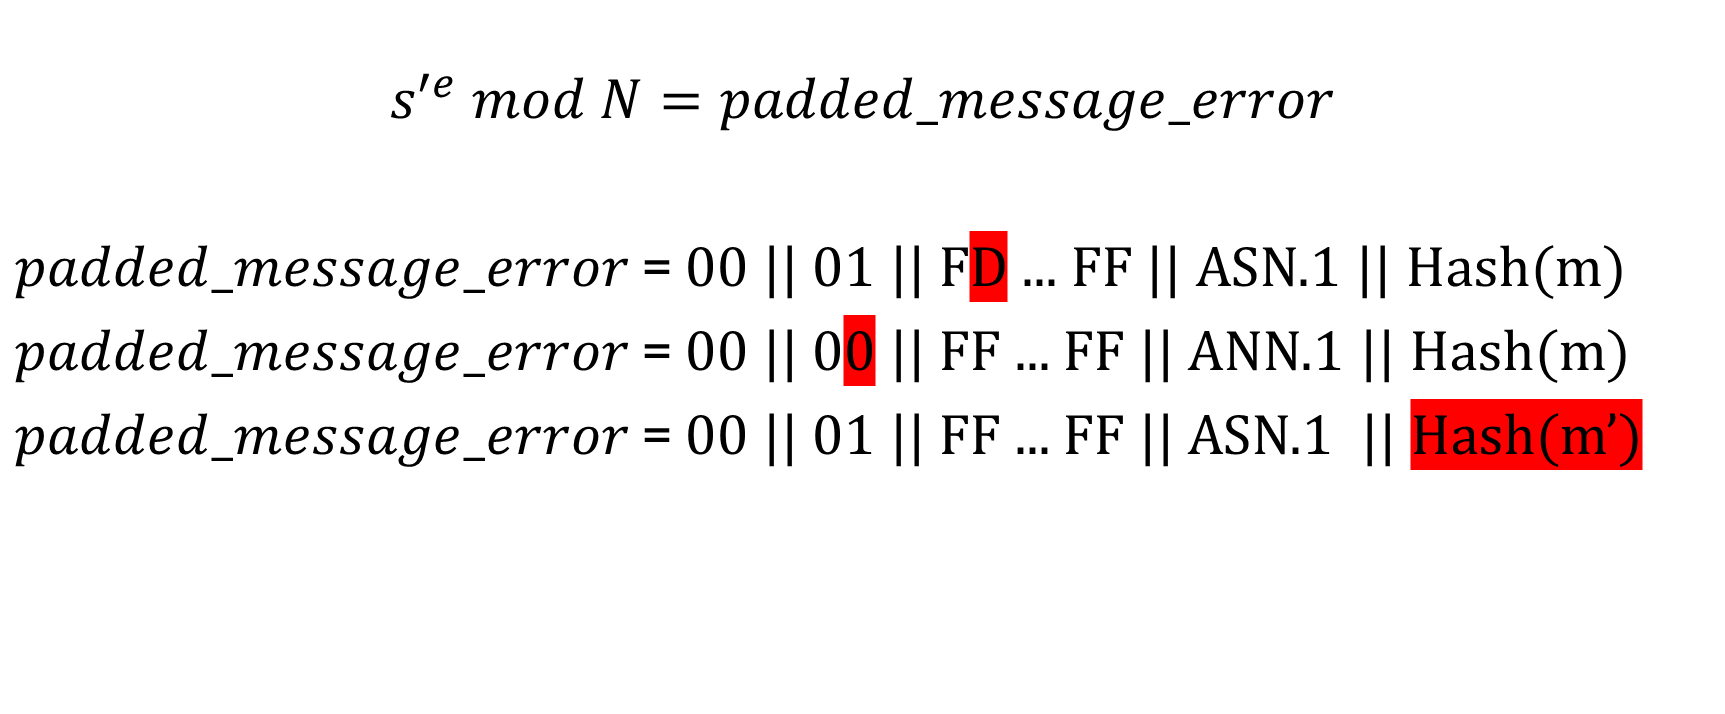 s′ᵉ mod N = padded_message_error
padded_message_error = 00 || 01 || FD ... FF || ASN.1 || Hash(m)
padded_message_error = 00 || 00 || FF ... FF || ANN.1 || Hash(m)
padded_message_error = 00 || 01 || FF ... FF || ASN.1 || Hash(m’)